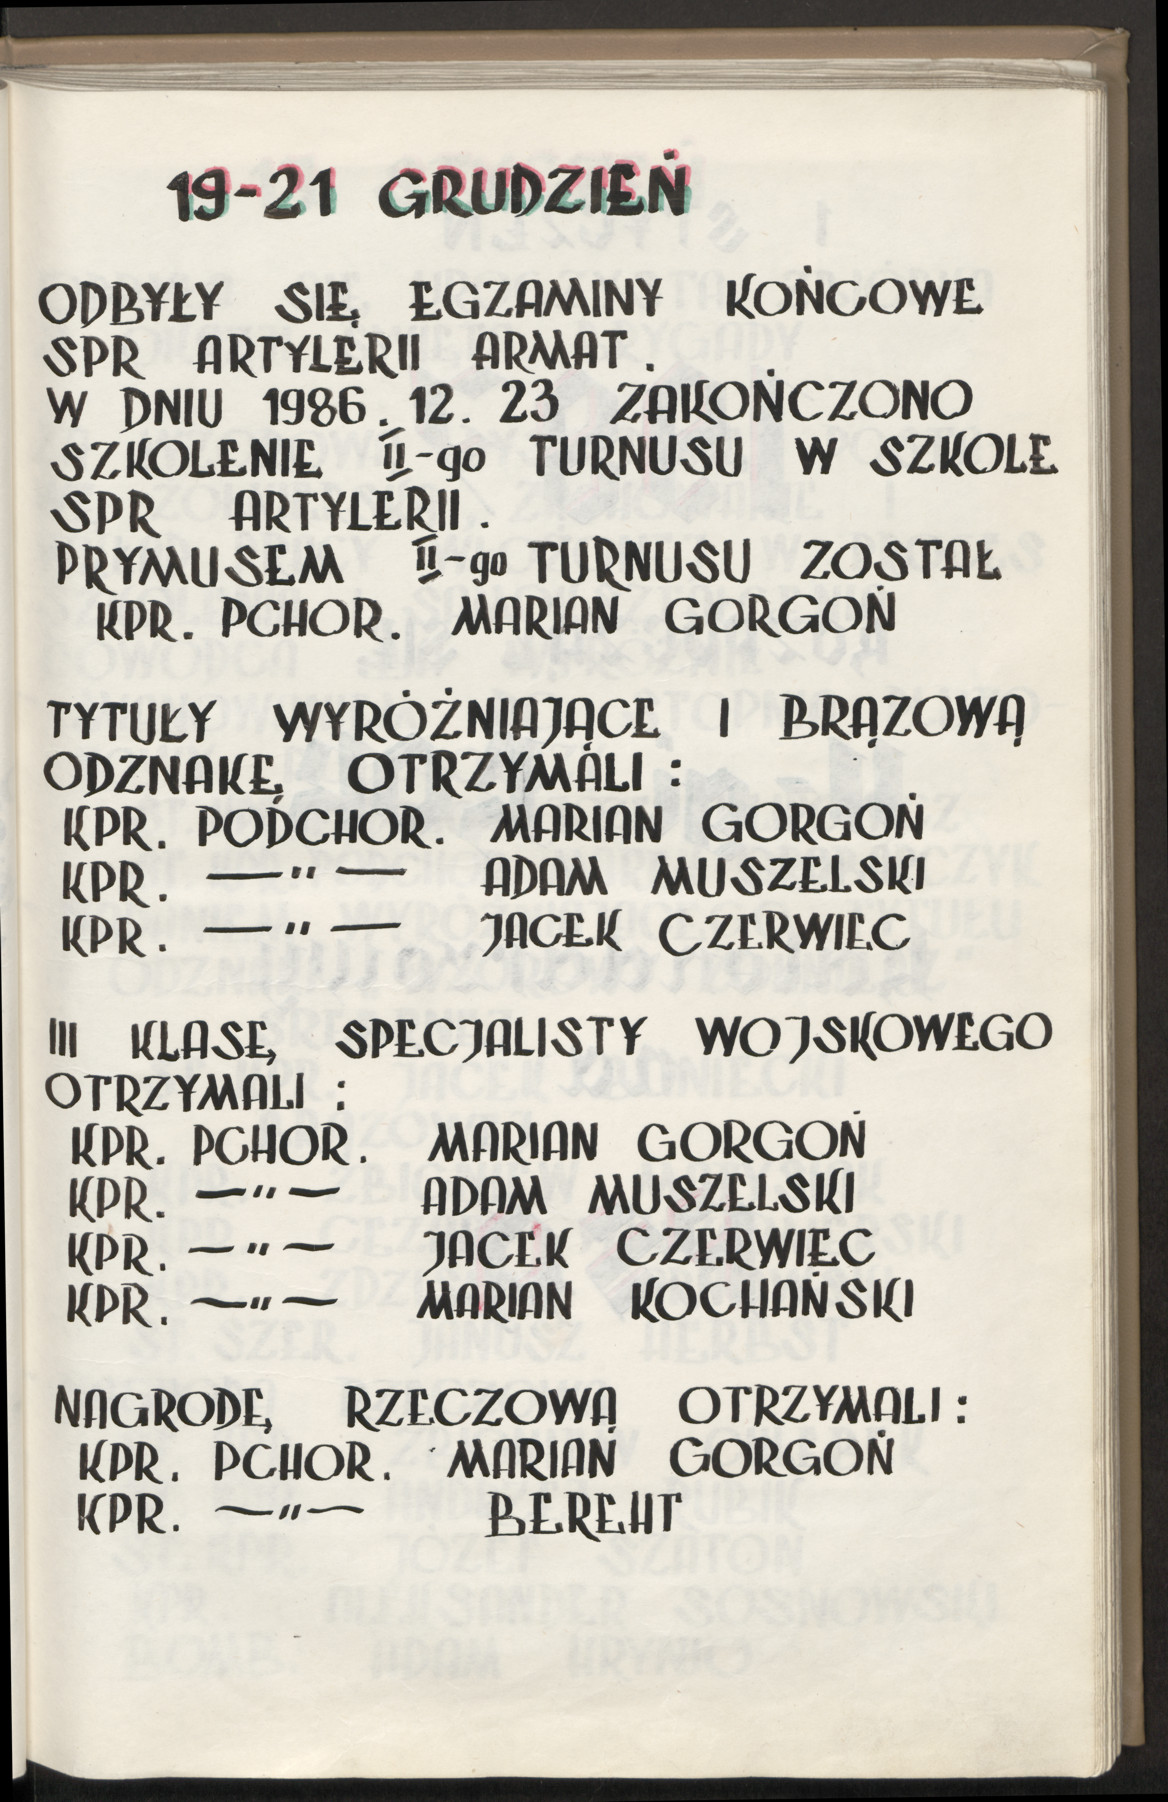 19-21 GRUDZIEŃ
ODBYŁY SIĘ EGZAMINY KOŃCOWE
SPR ARTYLERII ARMAT.
W DNIU 1986.12.23 ZAKOŃCZONO
SZKOLENIE II-go TURNUSU W SZKOLE
SPR ARTYLERII.
PRYMUSEM II-go TURNUSU ZOSTAŁ
KPR. PCHOR. MARIAN GORGOŃ
TYTUŁY WYRÓŻNIAJĄCE I BRĄZOWĄ
ODZNAKĘ OTRZYMALI:
KPR. PODCHOR. MARIAN GORGOŃ
KPR. —"— ADAM MUSZELSKI
KPR. —"— JACEK CZERWIEC
III KLASĘ SPECJALISTY WOJSKOWEGO
OTRZYMALI:
KPR. PCHOR. MARIAN GORGOŃ
KPR. —"— ADAM MUSZELSKI
KPR. —"— JACEK CZERWIEC
KPR. —"— MARIAN KOCHAŃSKI
NAGRODĘ RZECZOWĄ OTRZYMALI:
KPR. PCHOR. MARIAŃ GORGOŃ
KPR. —"— BEREHT